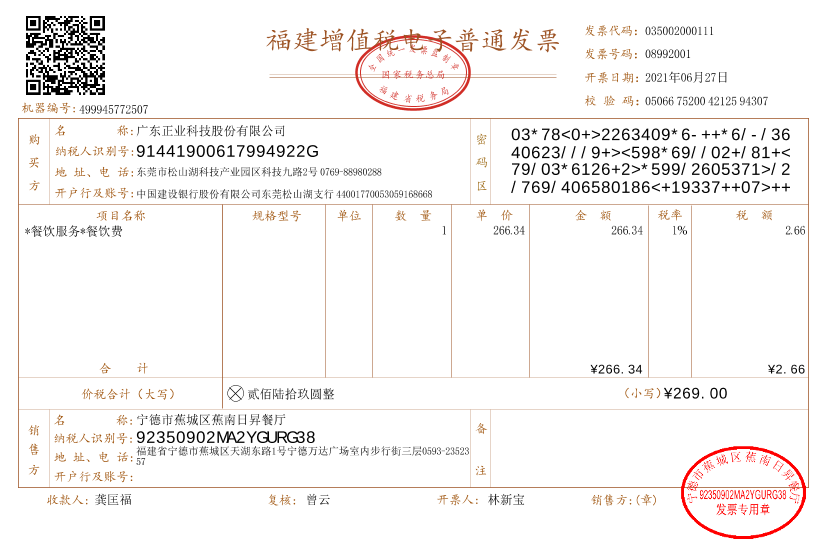 福建增值税电子普通发票
全国统一发票监制章
国家税务总局
福建省税务局
发票代码：035002000111
发票号码：08992001
开票日期：2021年06月27日
校 验 码：05066 75200 42125 94307
机器编号：499945772507
购买方
名 称：广东正业科技股份有限公司
纳税人识别号：91441900617994922G
地 址、电 话：东莞市松山湖科技产业园区科技九路2号 0769-88980288
开户行及账号：中国建设银行股份有限公司东莞松山湖支行 44001770053059168668
密码区
03*78<0+>2263409*6-++*6/-/36
40623///9+><598*69//02+/81+<
79/03*6126+2>*599/2605371>/2
/769/406580186<+19337++07>++
项目名称 规格型号 单位 数 量 单 价 金 额 税率 税 额
*餐饮服务*餐饮费 1 266.34 266.34 1% 2.66
合 计 ¥266.34 ¥2.66
价税合计（大写） ⊗贰佰陆拾玖圆整 （小写）¥269.00
销售方
名 称：宁德市蕉城区蕉南日昇餐厅
纳税人识别号：92350902MA2YGURG38
地 址、电 话：福建省宁德市蕉城区天湖东路1号宁德万达广场室内步行街三层0593-23523
57
开户行及账号：
备注
收款人：龚匡福 复核：曾云 开票人：林新宝 销售方：(章)
宁德市蕉城区蕉南日昇餐厅
92350902MA2YGURG38
发票专用章